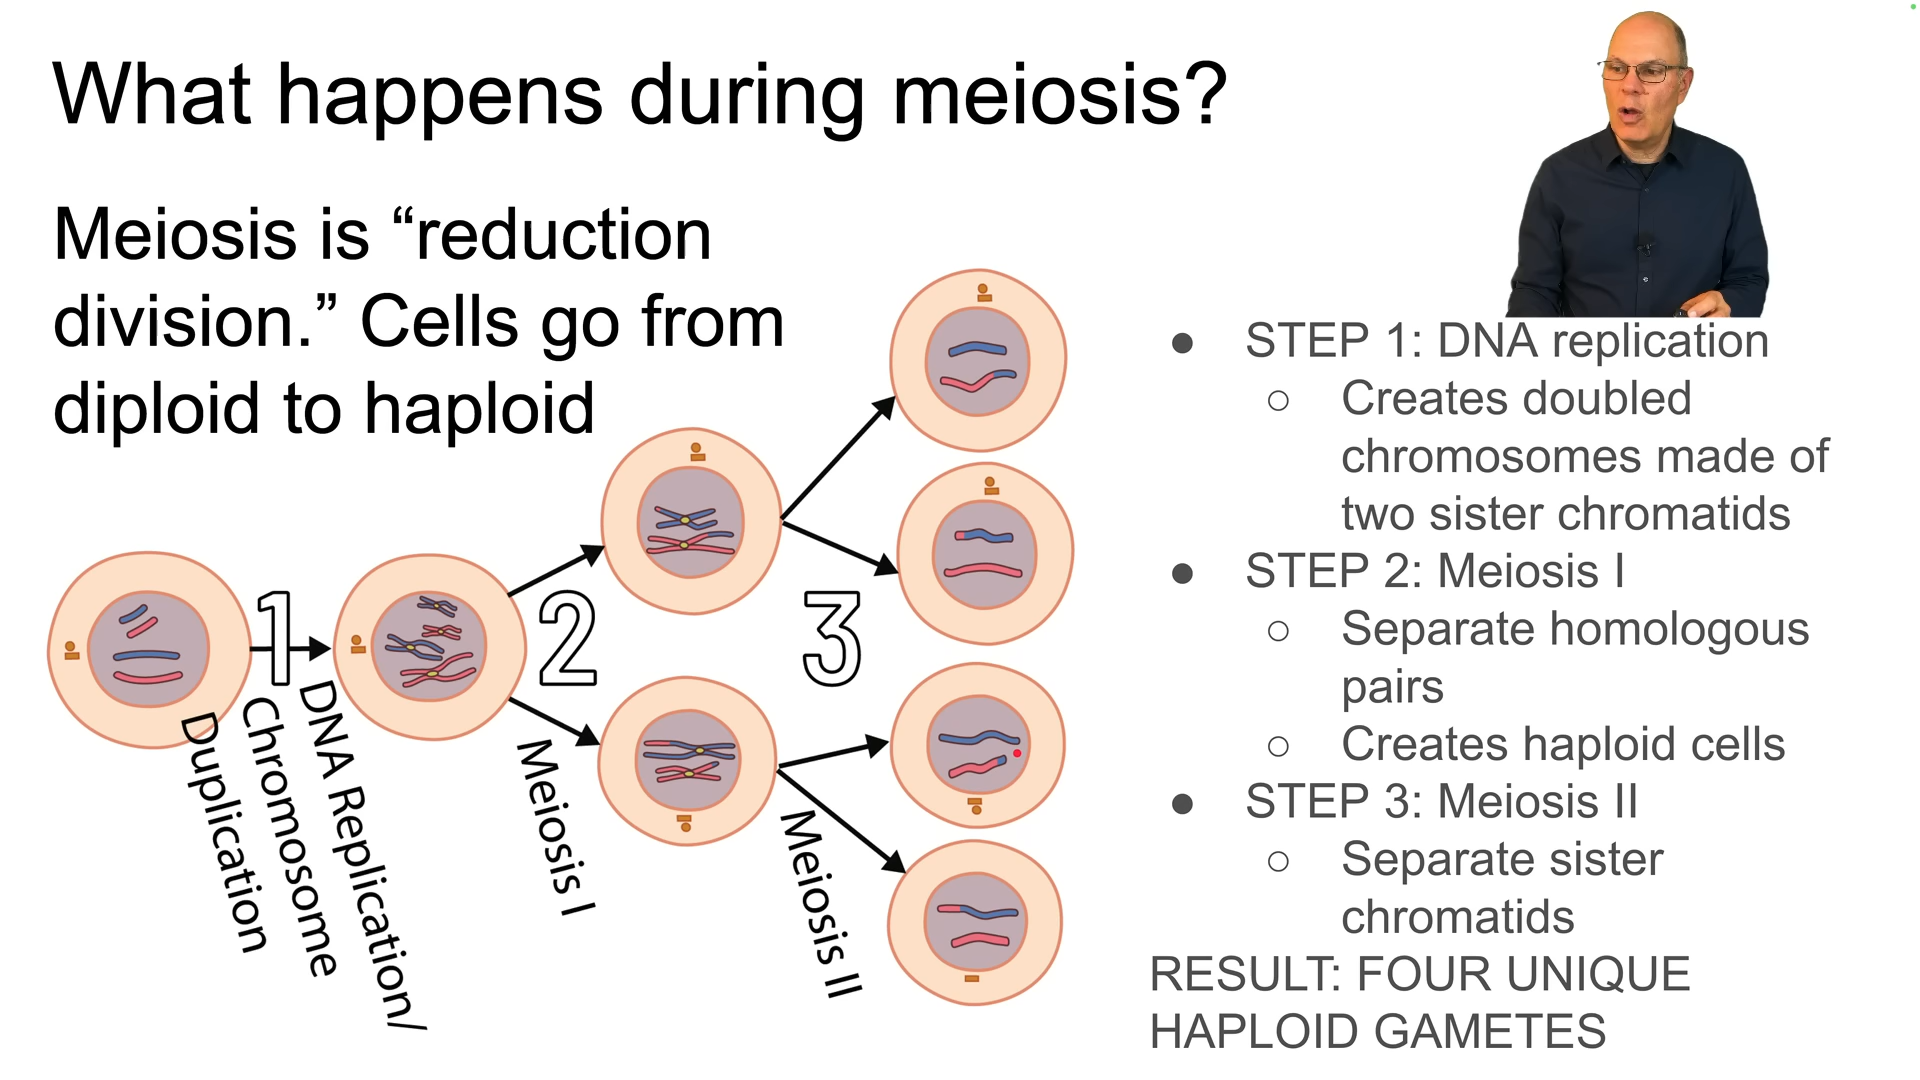 What happens during meiosis?
Meiosis is “reduction
division.” Cells go from
diploid to haploid
1
DNA Replication/
Chromosome
Duplication
2
Meiosis I
3
Meiosis II
● STEP 1: DNA replication
○ Creates doubled
chromosomes made of
two sister chromatids
● STEP 2: Meiosis I
○ Separate homologous
pairs
○ Creates haploid cells
● STEP 3: Meiosis II
○ Separate sister
chromatids
RESULT: FOUR UNIQUE
HAPLOID GAMETES